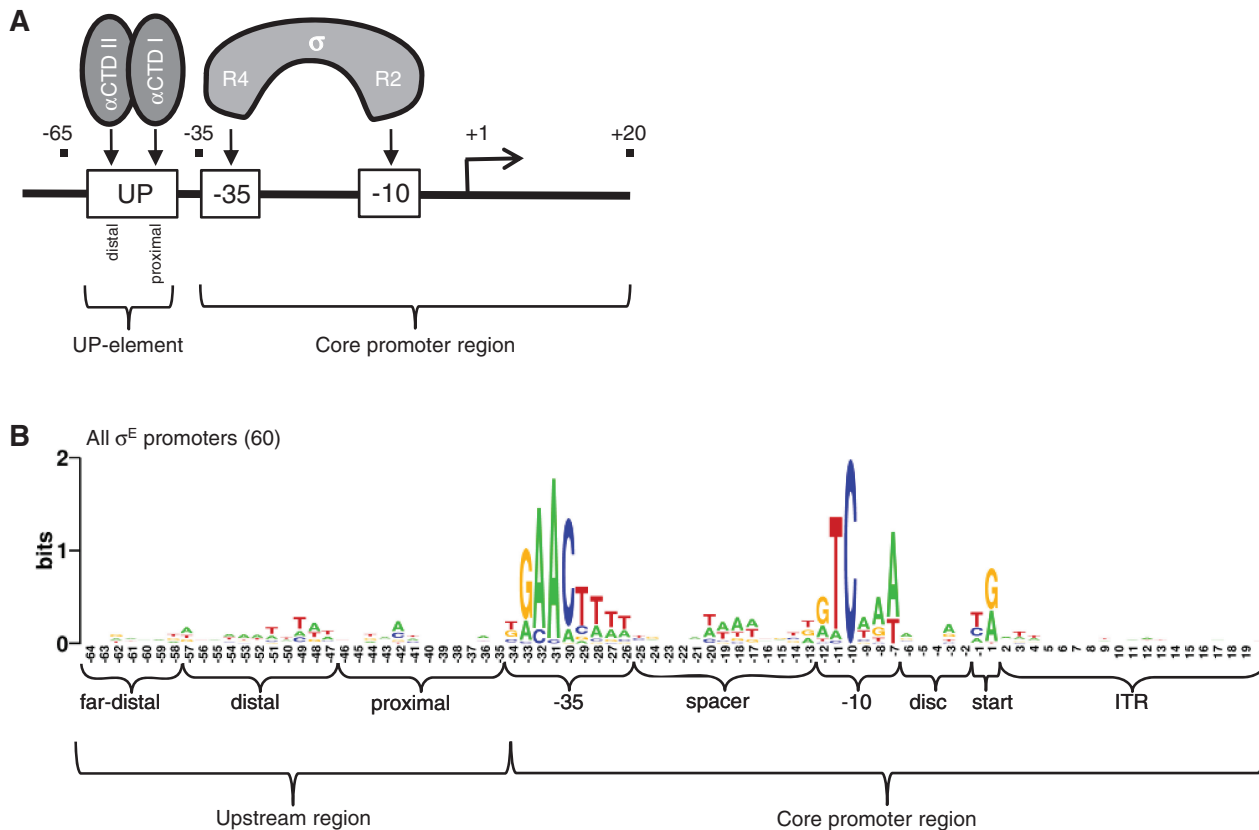 A
αCTD II
αCTD I
σ
R4
R2
-65
-35
+1
+20
UP
-35
-10
distal
proximal
UP-element
Core promoter region
B
All σE promoters (60)
2
1
0
bits
GAAC
TC
-64 -63 -62 -61 -60 -59 -58 -57 -56 -55 -54 -53 -52 -51 -50 -49 -48 -47 -46 -45 -44 -43 -42 -41 -40 -39 -38 -37 -36 -35 -34 -33 -32 -31 -30 -29 -28 -27 -26 -25 -24 -23 -22 -21 -20 -19 -18 -17 -16 -15 -14 -13 -12 -11 -10 -9 -8 -7 -6 -5 -4 -3 -2 -1 1 2 3 4 5 6 7 8 9 10 11 12 13 14 15 16 17 18 19
far-distal
distal
proximal
-35
spacer
-10
disc
start
ITR
Upstream region
Core promoter region